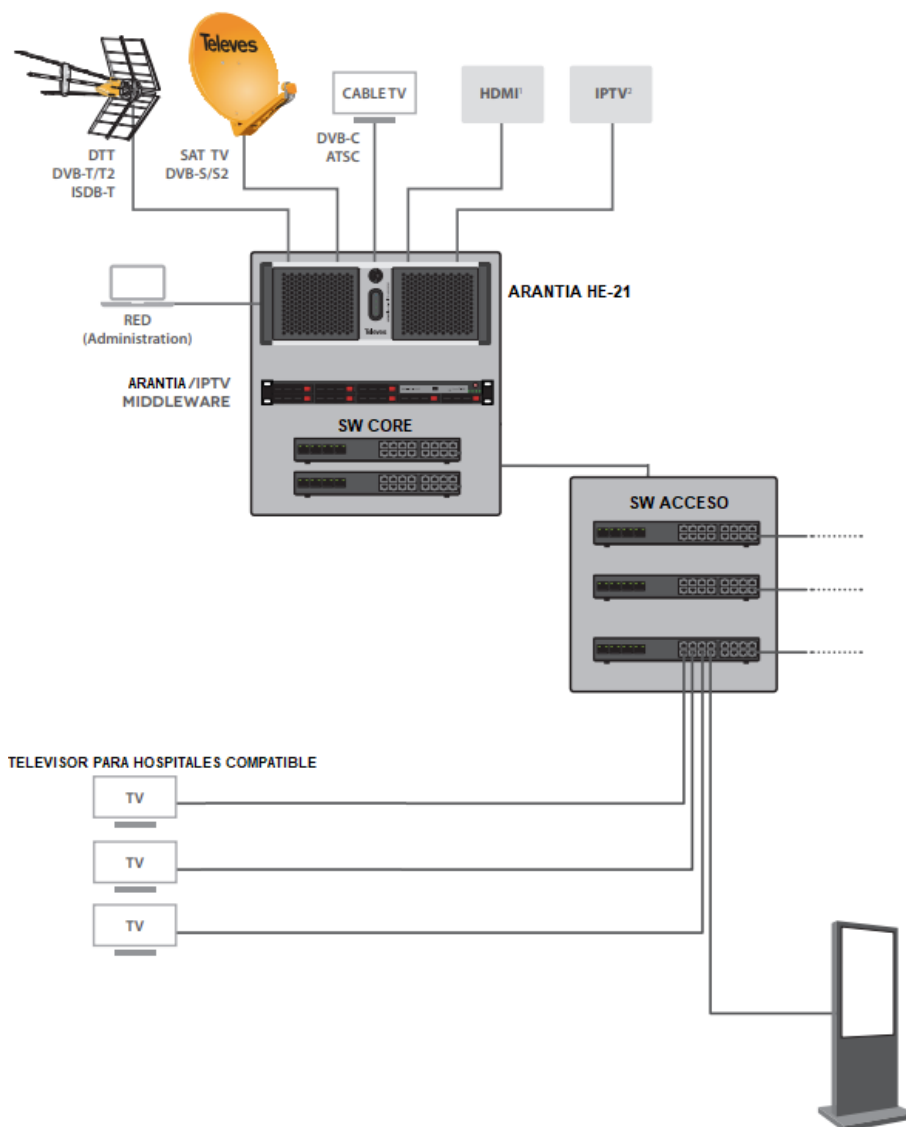 Televes
CABLE TV
HDMI¹
IPTV²
DTT
DVB-T/T2
ISDB-T
SAT TV
DVB-S/S2
DVB-C
ATSC
ARANTIA HE-21
Televes
RED
(Administration)
ARANTIA/IPTV
MIDDLEWARE
SW CORE
SW ACCESO
TELEVISOR PARA HOSPITALES COMPATIBLE
TV
TV
TV